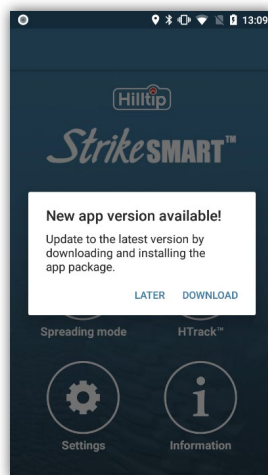 13:09
Hilltip
StrikeSMART™
New app version available!
Update to the latest version by
downloading and installing the
app package.
LATER DOWNLOAD
Spreading mode HTrack™
Settings Information